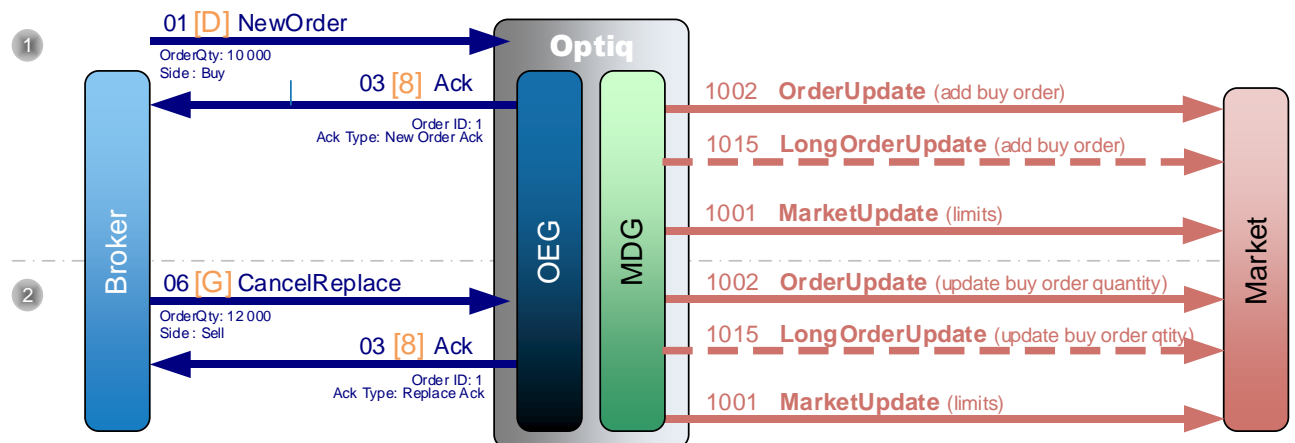 01 [D] NewOrder
1
OrderQty: 10 000
Side : Buy
Optiq
03 [8] Ack
Order ID: 1
Ack Type: New Order Ack
1002 OrderUpdate (add buy order)
1015 LongOrderUpdate (add buy order)
1001 MarketUpdate (limits)
Broker
OEG
MDG
Market
2
06 [G] CancelReplace
OrderQty: 12 000
Side : Sell
03 [8] Ack
Order ID: 1
Ack Type: Replace Ack
1002 OrderUpdate (update buy order quantity)
1015 LongOrderUpdate (update buy order qtity)
1001 MarketUpdate (limits)